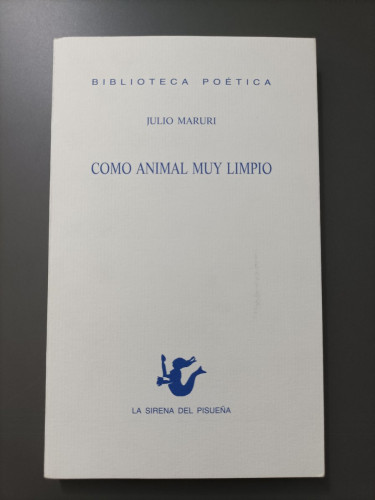 BIBLIOTECA POÉTICA
JULIO MARURI
COMO ANIMAL MUY LIMPIO
LA SIRENA DEL PISUEÑA